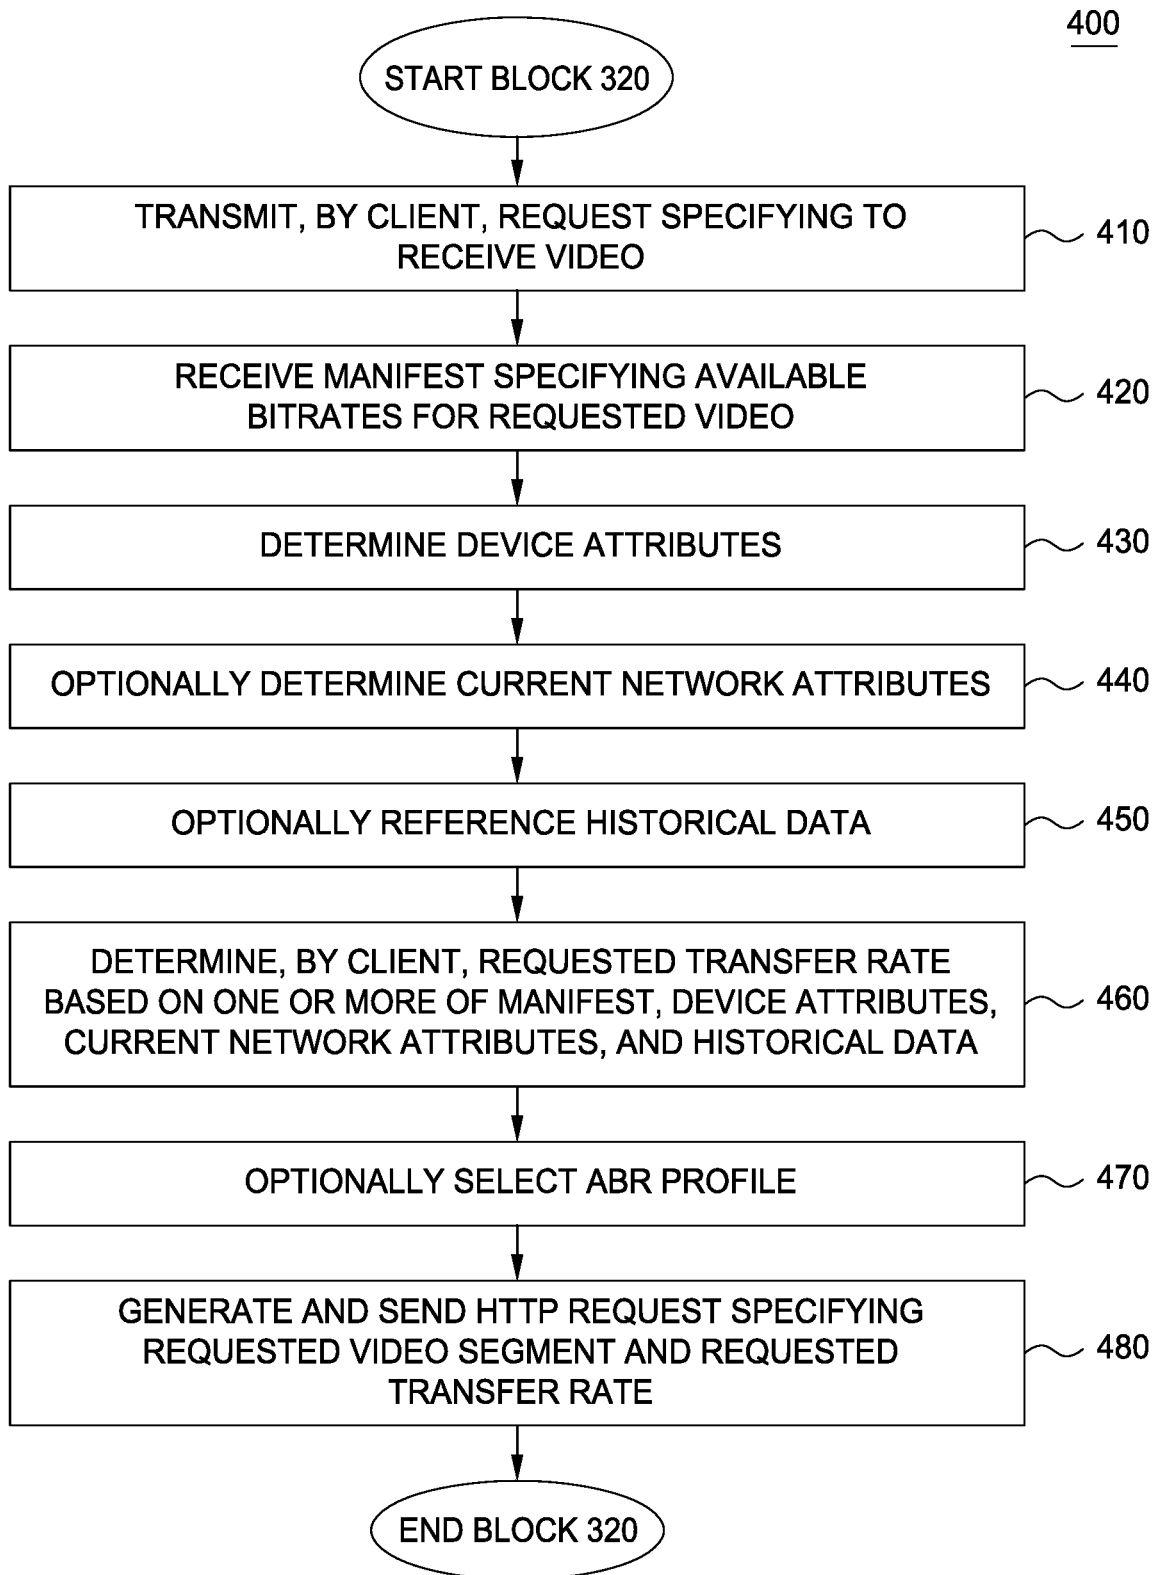 400
START BLOCK 320
TRANSMIT, BY CLIENT, REQUEST SPECIFYING TO
RECEIVE VIDEO
410
RECEIVE MANIFEST SPECIFYING AVAILABLE
BITRATES FOR REQUESTED VIDEO
420
DETERMINE DEVICE ATTRIBUTES
430
OPTIONALLY DETERMINE CURRENT NETWORK ATTRIBUTES
440
OPTIONALLY REFERENCE HISTORICAL DATA
450
DETERMINE, BY CLIENT, REQUESTED TRANSFER RATE
BASED ON ONE OR MORE OF MANIFEST, DEVICE ATTRIBUTES,
CURRENT NETWORK ATTRIBUTES, AND HISTORICAL DATA
460
OPTIONALLY SELECT ABR PROFILE
470
GENERATE AND SEND HTTP REQUEST SPECIFYING
REQUESTED VIDEO SEGMENT AND REQUESTED
TRANSFER RATE
480
END BLOCK 320